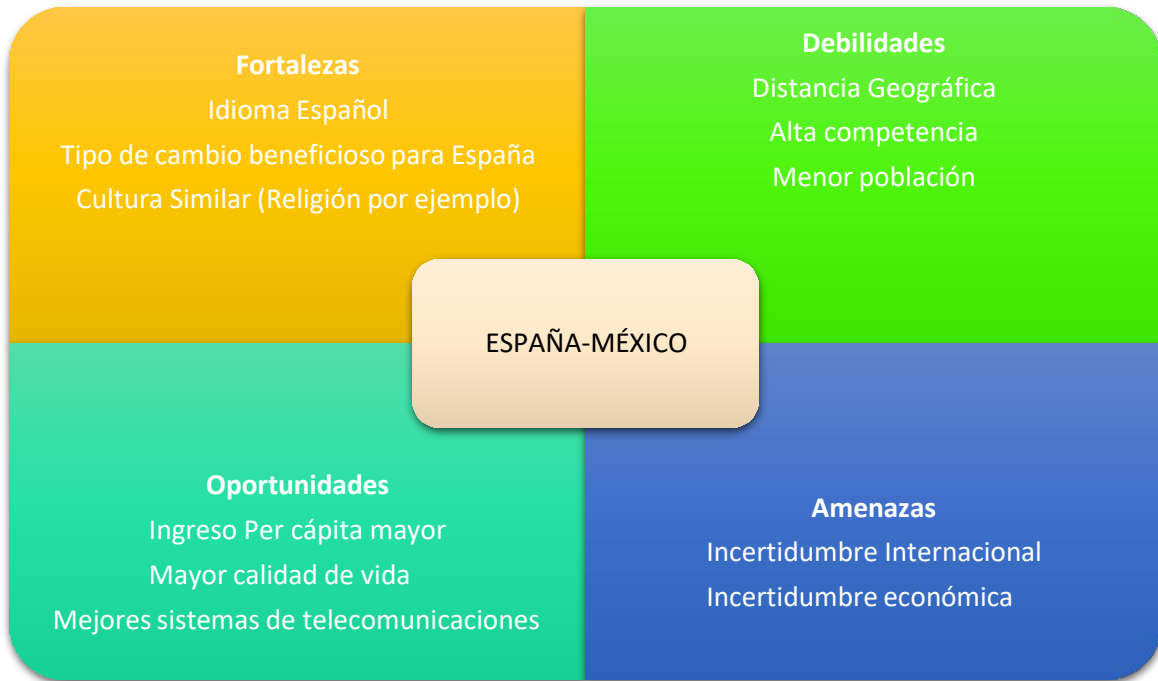 Fortalezas
Idioma Español
Tipo de cambio beneficioso para España
Cultura Similar (Religión por ejemplo)
Debilidades
Distancia Geográfica
Alta competencia
Menor población
ESPAÑA-MÉXICO
Oportunidades
Ingreso Per cápita mayor
Mayor calidad de vida
Mejores sistemas de telecomunicaciones
Amenazas
Incertidumbre Internacional
Incertidumbre económica